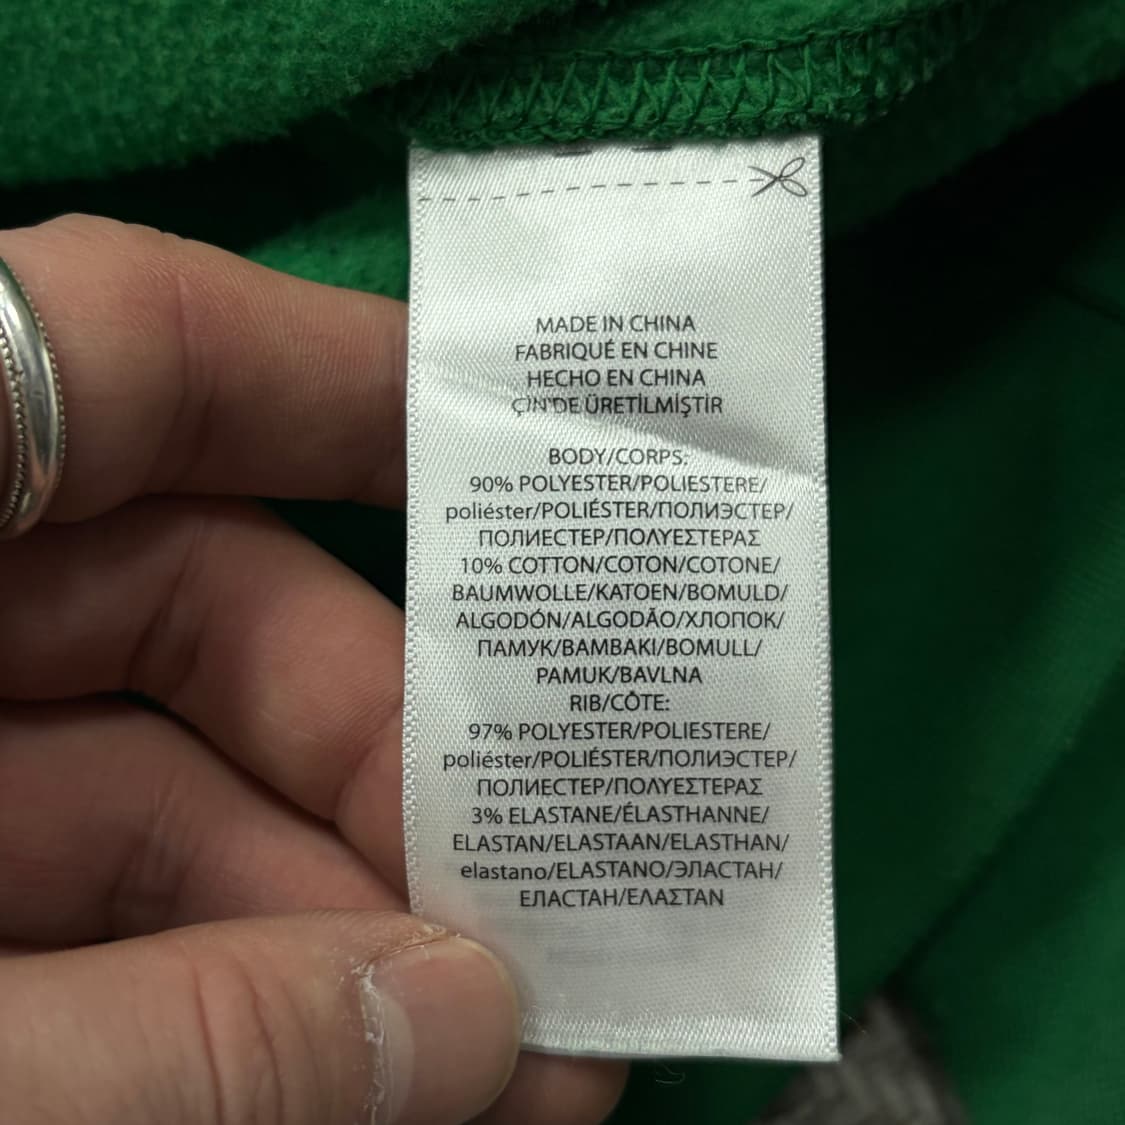 MADE IN CHINA
FABRIQUÉ EN CHINE
HECHO EN CHINA
ÇİN'DE ÜRETİLMİŞTİR
BODY/CORPS:
90% POLYESTER/POLIESTERE/
poliéster/POLIÉSTER/ПОЛИЭСТЕР/
ПОЛИЕСТЕР/ΠΟΛΥΕΣΤΕΡΑΣ
10% COTTON/COTON/COTONE/
BAUMWOLLE/KATOEN/BOMULD/
ALGODÓN/ALGODÃO/ХЛОПОК/
ПАМУК/BAMBAKI/BOMULL/
PAMUK/BAVLNA
RIB/CÔTE:
97% POLYESTER/POLIESTERE/
poliéster/POLIÉSTER/ПОЛИЭСТЕР/
ПОЛИЕСТЕР/ΠΟΛΥΕΣΤΕΡΑΣ
3% ELASTANE/ÉLASTHANNE/
ELASTAN/ELASTAAN/ELASTHAN/
elastano/ELASTANO/ЭЛАСТАН/
ЕЛАСТАН/ΕΛΑΣΤΑΝ